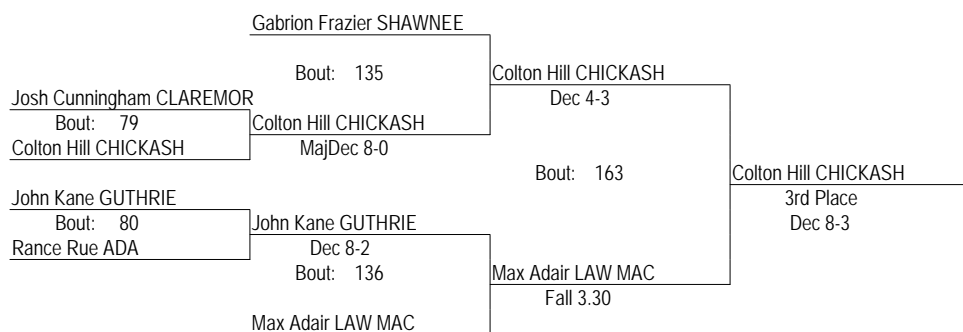 Gabrion Frazier SHAWNEE
Bout: 135
Colton Hill CHICKASH
Dec 4-3
Josh Cunningham CLAREMOR
Bout: 79
Colton Hill CHICKASH
Colton Hill CHICKASH
MajDec 8-0
Bout: 163
Colton Hill CHICKASH
3rd Place
Dec 8-3
John Kane GUTHRIE
Bout: 80
Rance Rue ADA
John Kane GUTHRIE
Dec 8-2
Bout: 136
Max Adair LAW MAC
Fall 3.30
Max Adair LAW MAC